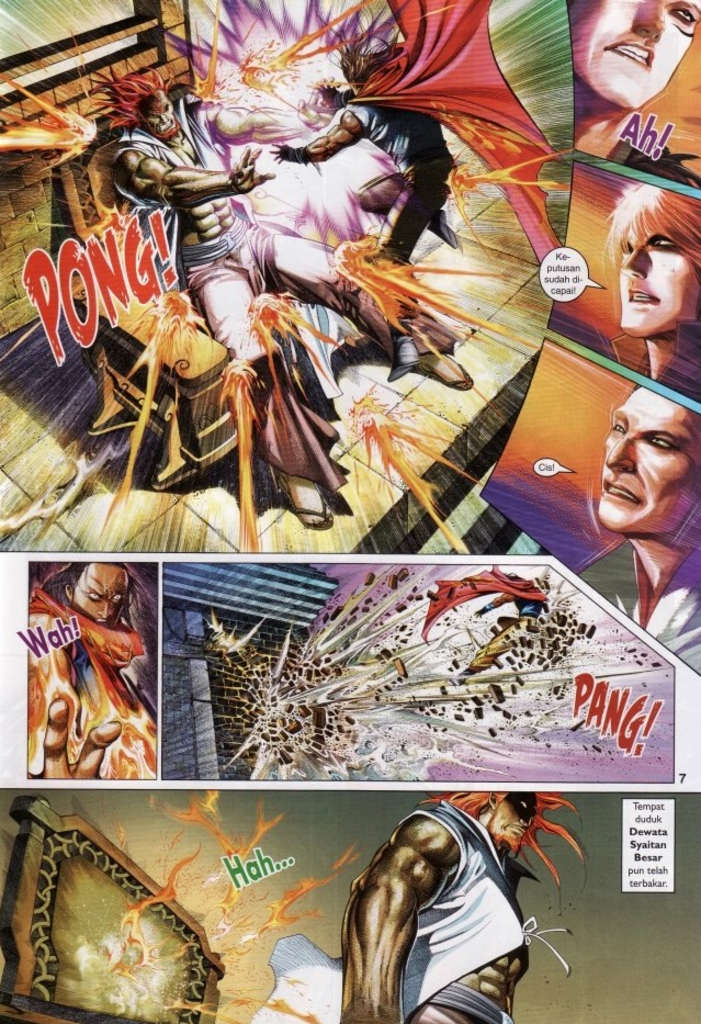 PONG!
Ah!
Ke-
putusan
sudah di-
capai!
Cis!
Wah!
PANG!
7
Hah...
Tempat
duduk
Dewata
Syaitan
Besar
pun telah
terbakar.